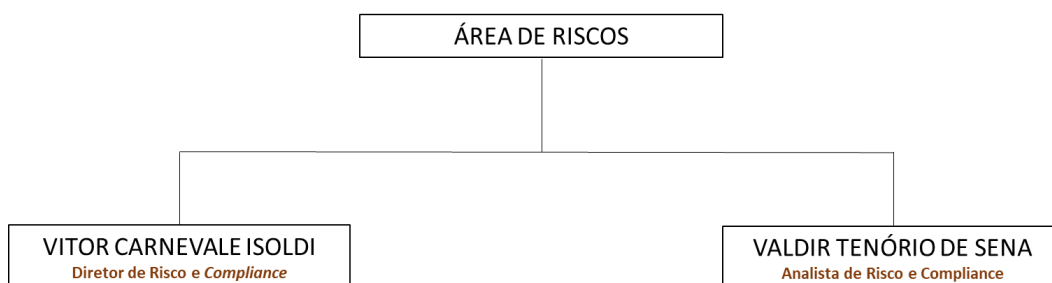 ÁREA DE RISCOS
VITOR CARNEVALE ISOLDI
Diretor de Risco e Compliance
VALDIR TENÓRIO DE SENA
Analista de Risco e Compliance